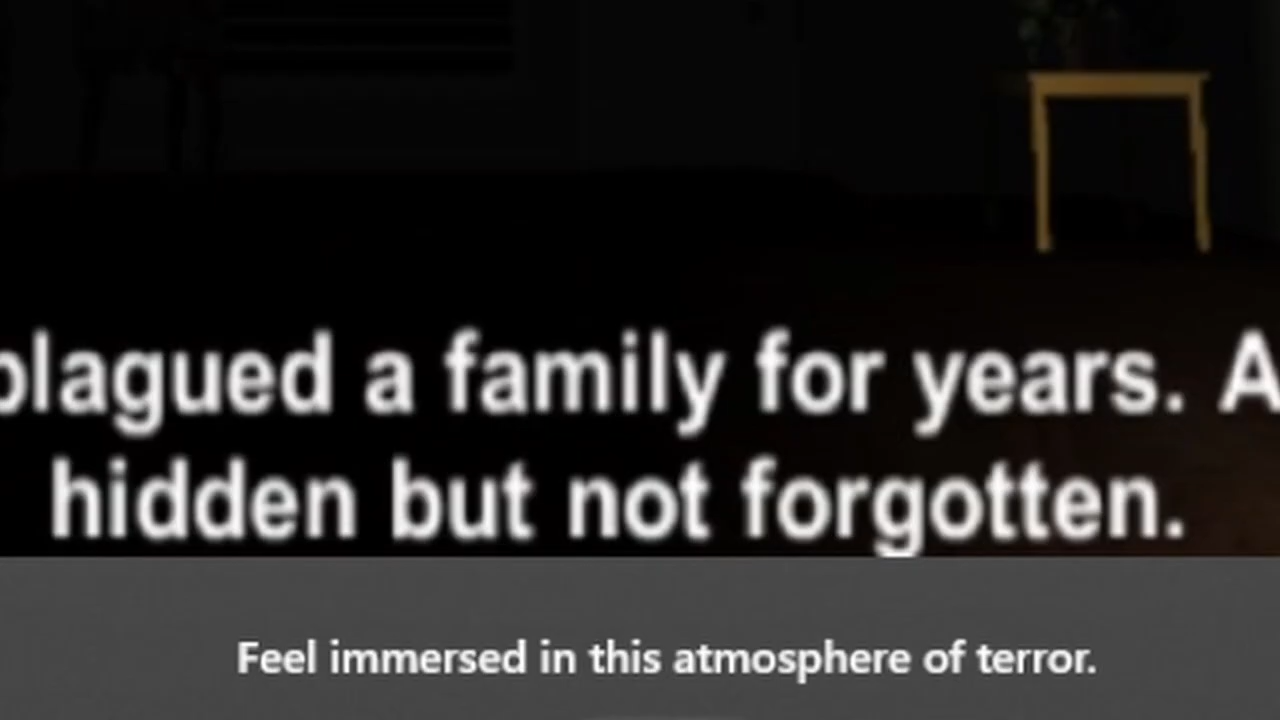 plagued a family for years. A
hidden but not forgotten.
Feel immersed in this atmosphere of terror.